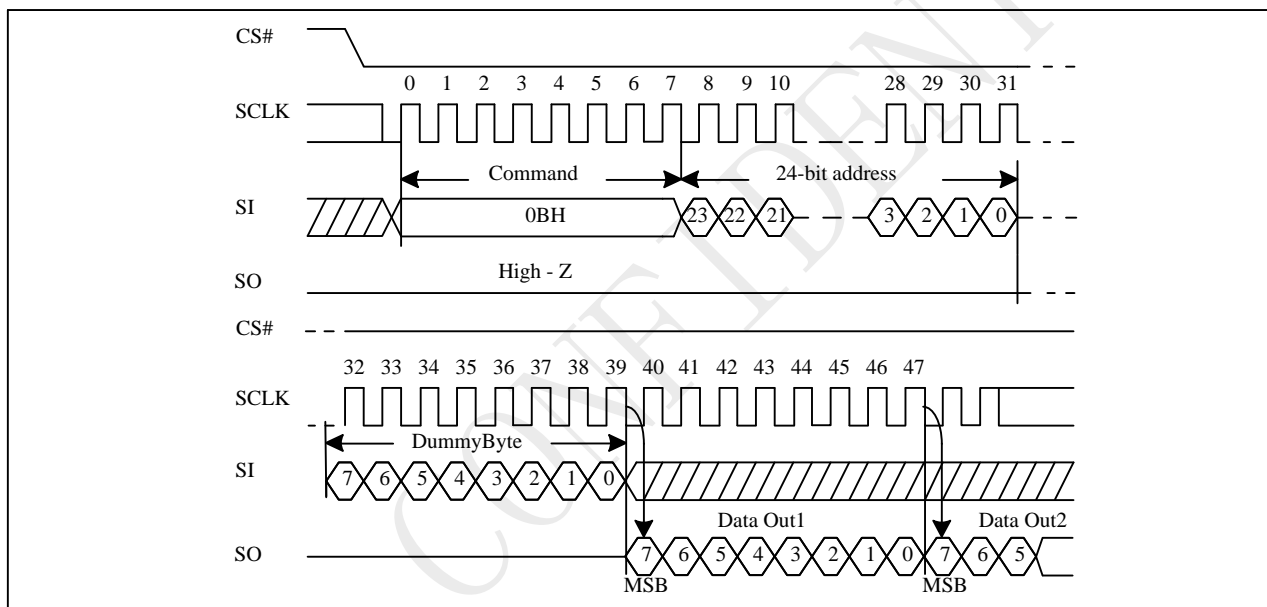 CS#
0 1 2 3 4 5 6 7 8 9 10 28 29 30 31
SCLK
Command 24-bit address
SI 0BH 23 22 21 3 2 1 0
High - Z
SO
CS#
32 33 34 35 36 37 38 39 40 41 42 43 44 45 46 47
SCLK
DummyByte
SI 7 6 5 4 3 2 1 0
Data Out1 Data Out2
SO 7 6 5 4 3 2 1 0 7 6 5
MSB MSB
CONFIDENT